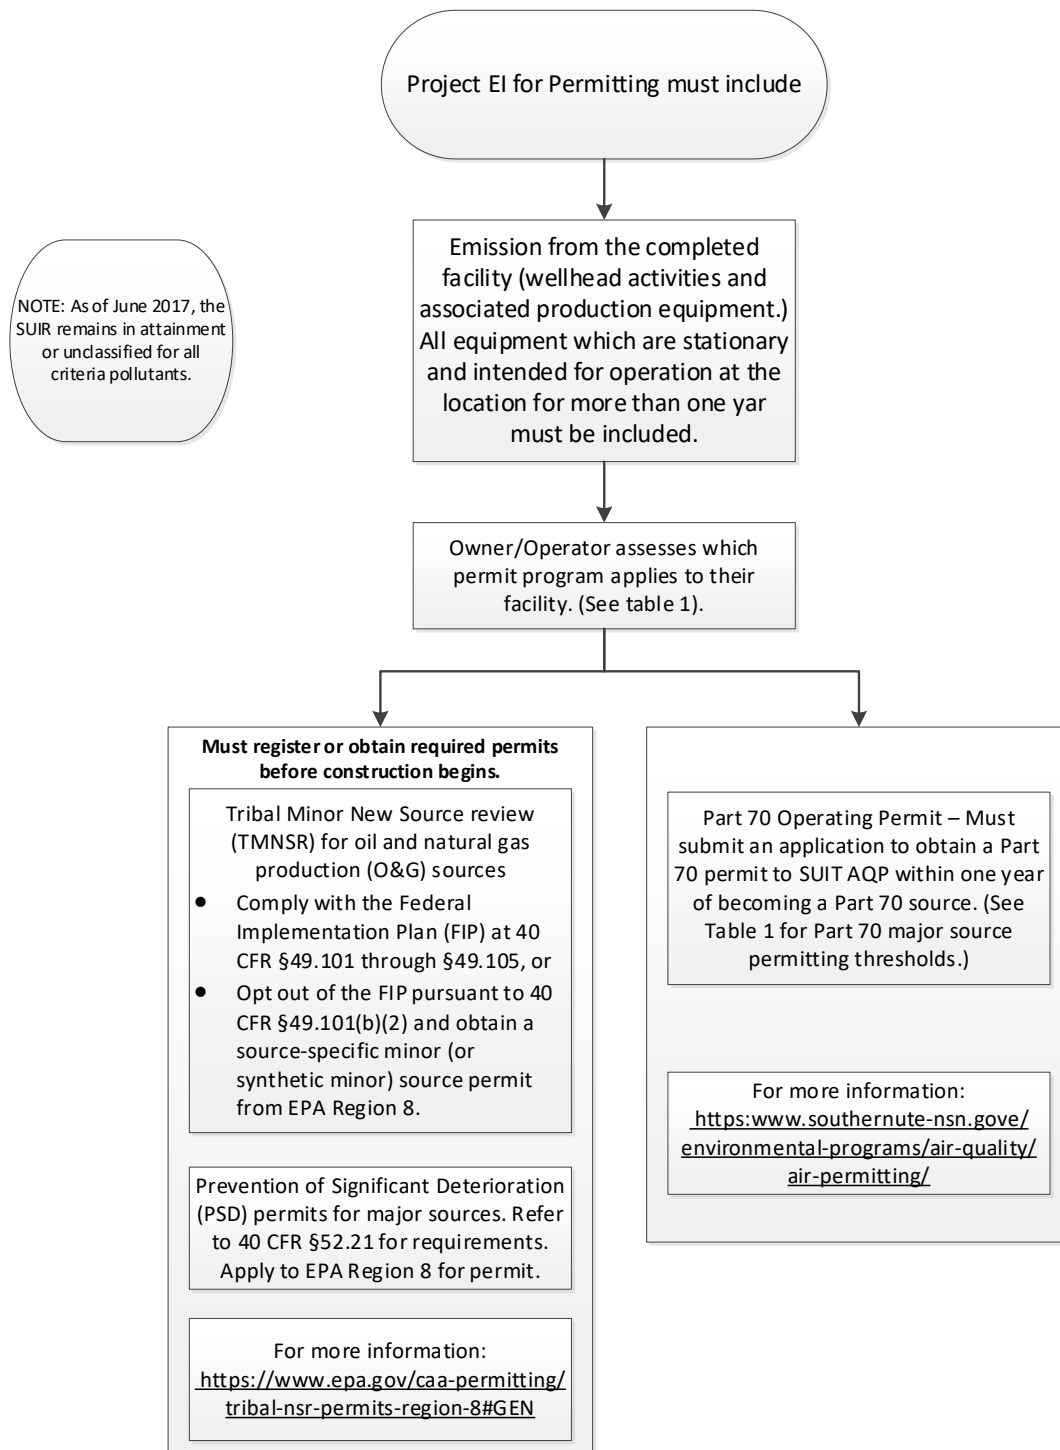 Project EI for Permitting must include
NOTE: As of June 2017, the
SUIR remains in attainment
or unclassified for all
criteria pollutants.
Emission from the completed
facility (wellhead activities and
associated production equipment.)
All equipment which are stationary
and intended for operation at the
location for more than one yar
must be included.
Owner/Operator assesses which
permit program applies to their
facility. (See table 1).
Must register or obtain required permits
before construction begins.
Tribal Minor New Source review
(TMNSR) for oil and natural gas
production (O&G) sources
• Comply with the Federal
Implementation Plan (FIP) at 40
CFR §49.101 through §49.105, or
• Opt out of the FIP pursuant to 40
CFR §49.101(b)(2) and obtain a
source-specific minor (or
synthetic minor) source permit
from EPA Region 8.
Prevention of Significant Deterioration
(PSD) permits for major sources. Refer
to 40 CFR §52.21 for requirements.
Apply to EPA Region 8 for permit.
For more information:
https://www.epa.gov/caa-permitting/
tribal-nsr-permits-region-8#GEN
Part 70 Operating Permit – Must
submit an application to obtain a Part
70 permit to SUIT AQP within one year
of becoming a Part 70 source. (See
Table 1 for Part 70 major source
permitting thresholds.)
For more information:
https:www.southernute-nsn.gove/
environmental-programs/air-quality/
air-permitting/